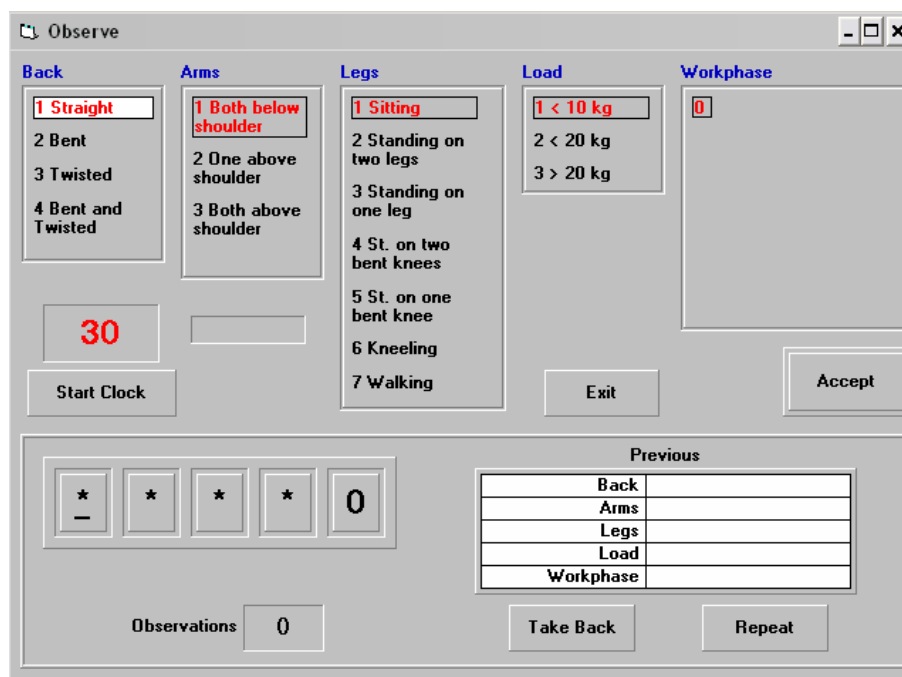 Observe
Back
1 Straight
2 Bent
3 Twisted
4 Bent and
Twisted
Arms
1 Both below
shoulder
2 One above
shoulder
3 Both above
shoulder
Legs
1 Sitting
2 Standing on
two legs
3 Standing on
one leg
4 St. on two
bent knees
5 St. on one
bent knee
6 Kneeling
7 Walking
Load
1 < 10 kg
2 < 20 kg
3 > 20 kg
Workphase
0
30
Start Clock
Exit
Accept
* * * * 0
Observations 0
Previous
Back
Arms
Legs
Load
Workphase
Take Back
Repeat